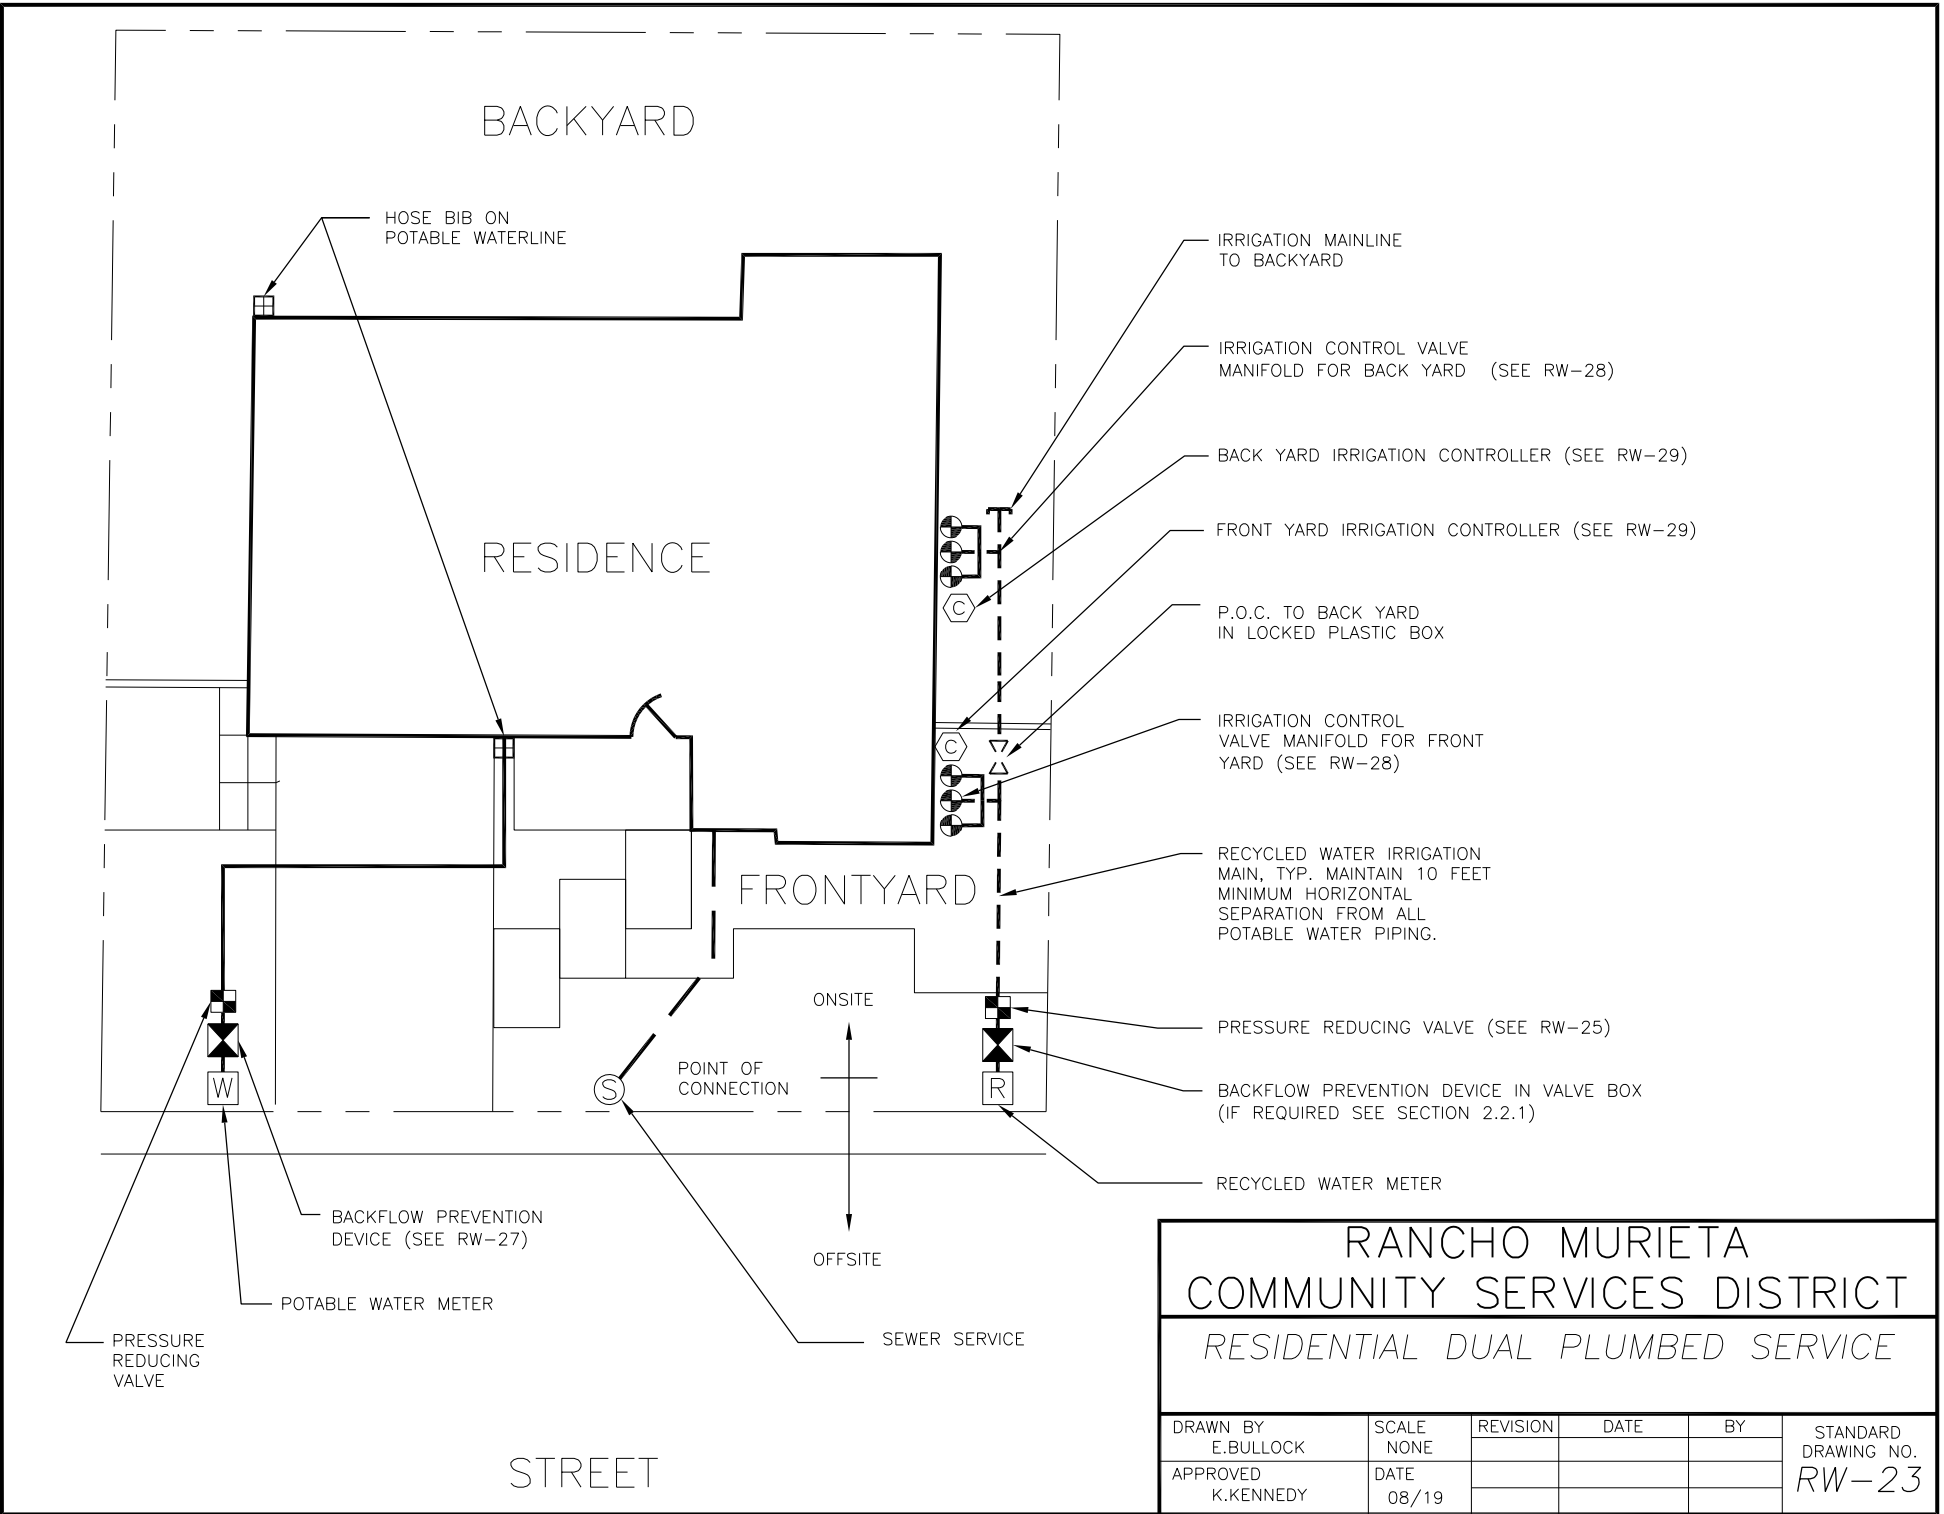 BACKYARD
HOSE BIB ON
POTABLE WATERLINE
IRRIGATION MAINLINE
TO BACKYARD
IRRIGATION CONTROL VALVE
MANIFOLD FOR BACK YARD (SEE RW-28)
BACK YARD IRRIGATION CONTROLLER (SEE RW-29)
FRONT YARD IRRIGATION CONTROLLER (SEE RW-29)
RESIDENCE
C
P.O.C. TO BACK YARD
IN LOCKED PLASTIC BOX
C
IRRIGATION CONTROL
VALVE MANIFOLD FOR FRONT
YARD (SEE RW-28)
RECYCLED WATER IRRIGATION
MAIN, TYP. MAINTAIN 10 FEET
MINIMUM HORIZONTAL
SEPARATION FROM ALL
POTABLE WATER PIPING.
FRONTYARD
ONSITE
PRESSURE REDUCING VALVE (SEE RW-25)
POINT OF
CONNECTION
W
S
R
BACKFLOW PREVENTION DEVICE IN VALVE BOX
(IF REQUIRED SEE SECTION 2.2.1)
RECYCLED WATER METER
BACKFLOW PREVENTION
DEVICE (SEE RW-27)
OFFSITE
POTABLE WATER METER
SEWER SERVICE
PRESSURE
REDUCING
VALVE
STREET
RANCHO MURIETA
COMMUNITY SERVICES DISTRICT
RESIDENTIAL DUAL PLUMBED SERVICE
DRAWN BY
E.BULLOCK
SCALE
NONE
REVISION
DATE
BY
APPROVED
K.KENNEDY
DATE
08/19
STANDARD
DRAWING NO.
RW-23